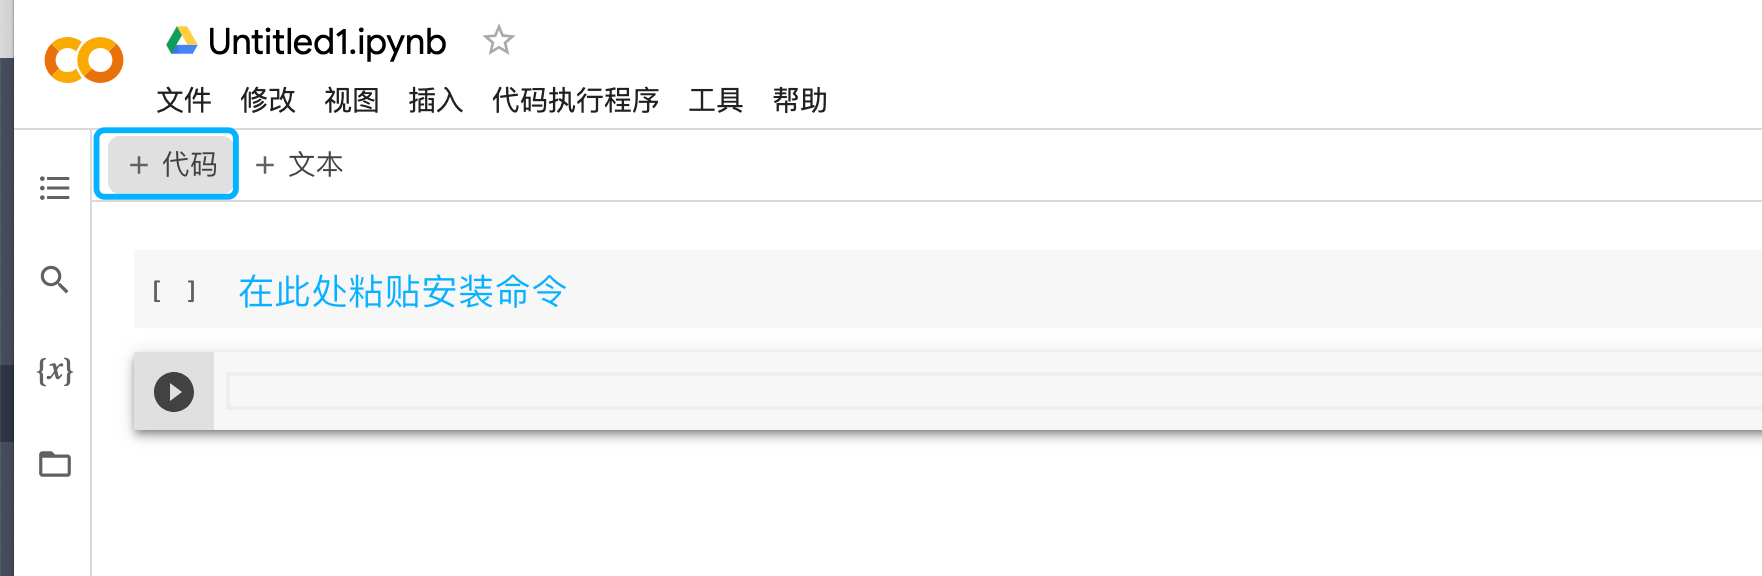 Untitled1.ipynb
文件 修改 视图 插入 代码执行程序 工具 帮助
+ 代码 + 文本
[ ] 在此处粘贴安装命令
{x}